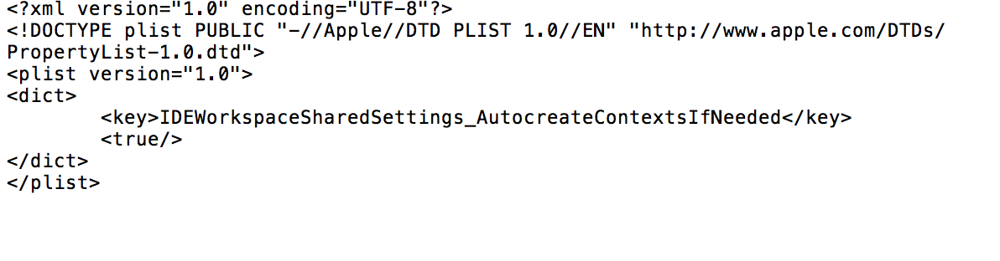 <?xml version="1.0" encoding="UTF-8"?>
<!DOCTYPE plist PUBLIC "-//Apple//DTD PLIST 1.0//EN" "http://www.apple.com/DTDs/
PropertyList-1.0.dtd">
<plist version="1.0">
<dict>
	<key>IDEWorkspaceSharedSettings_AutocreateContextsIfNeeded</key>
	<true/>
</dict>
</plist>